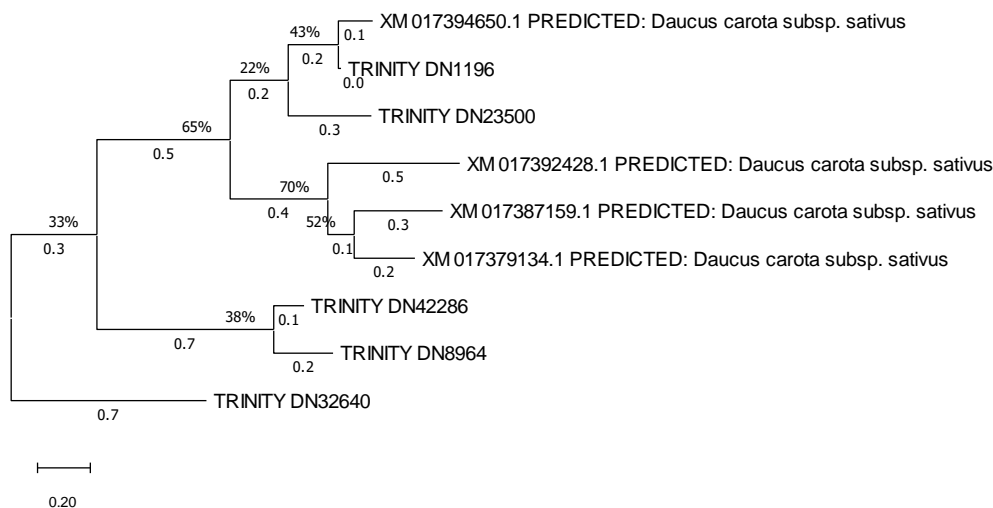 XM 017394650.1 PREDICTED: Daucus carota subsp. sativus
43%
0.1
0.2
TRINITY DN1196
22%
0.0
0.2
TRINITY DN23500
65%
0.3
0.5
XM 017392428.1 PREDICTED: Daucus carota subsp. sativus
70%
0.5
0.4
XM 017387159.1 PREDICTED: Daucus carota subsp. sativus
52%
33%
0.3
0.3
0.1
XM 017379134.1 PREDICTED: Daucus carota subsp. sativus
0.2
TRINITY DN42286
38%
0.1
0.7
TRINITY DN8964
0.2
TRINITY DN32640
0.7
0.20